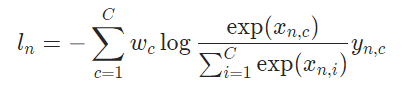 $$l_n = -\sum_{c=1}^{C} w_c \log \frac{\exp(x_{n,c})}{\sum_{i=1}^{C} \exp(x_{n,i})} y_{n,c}$$